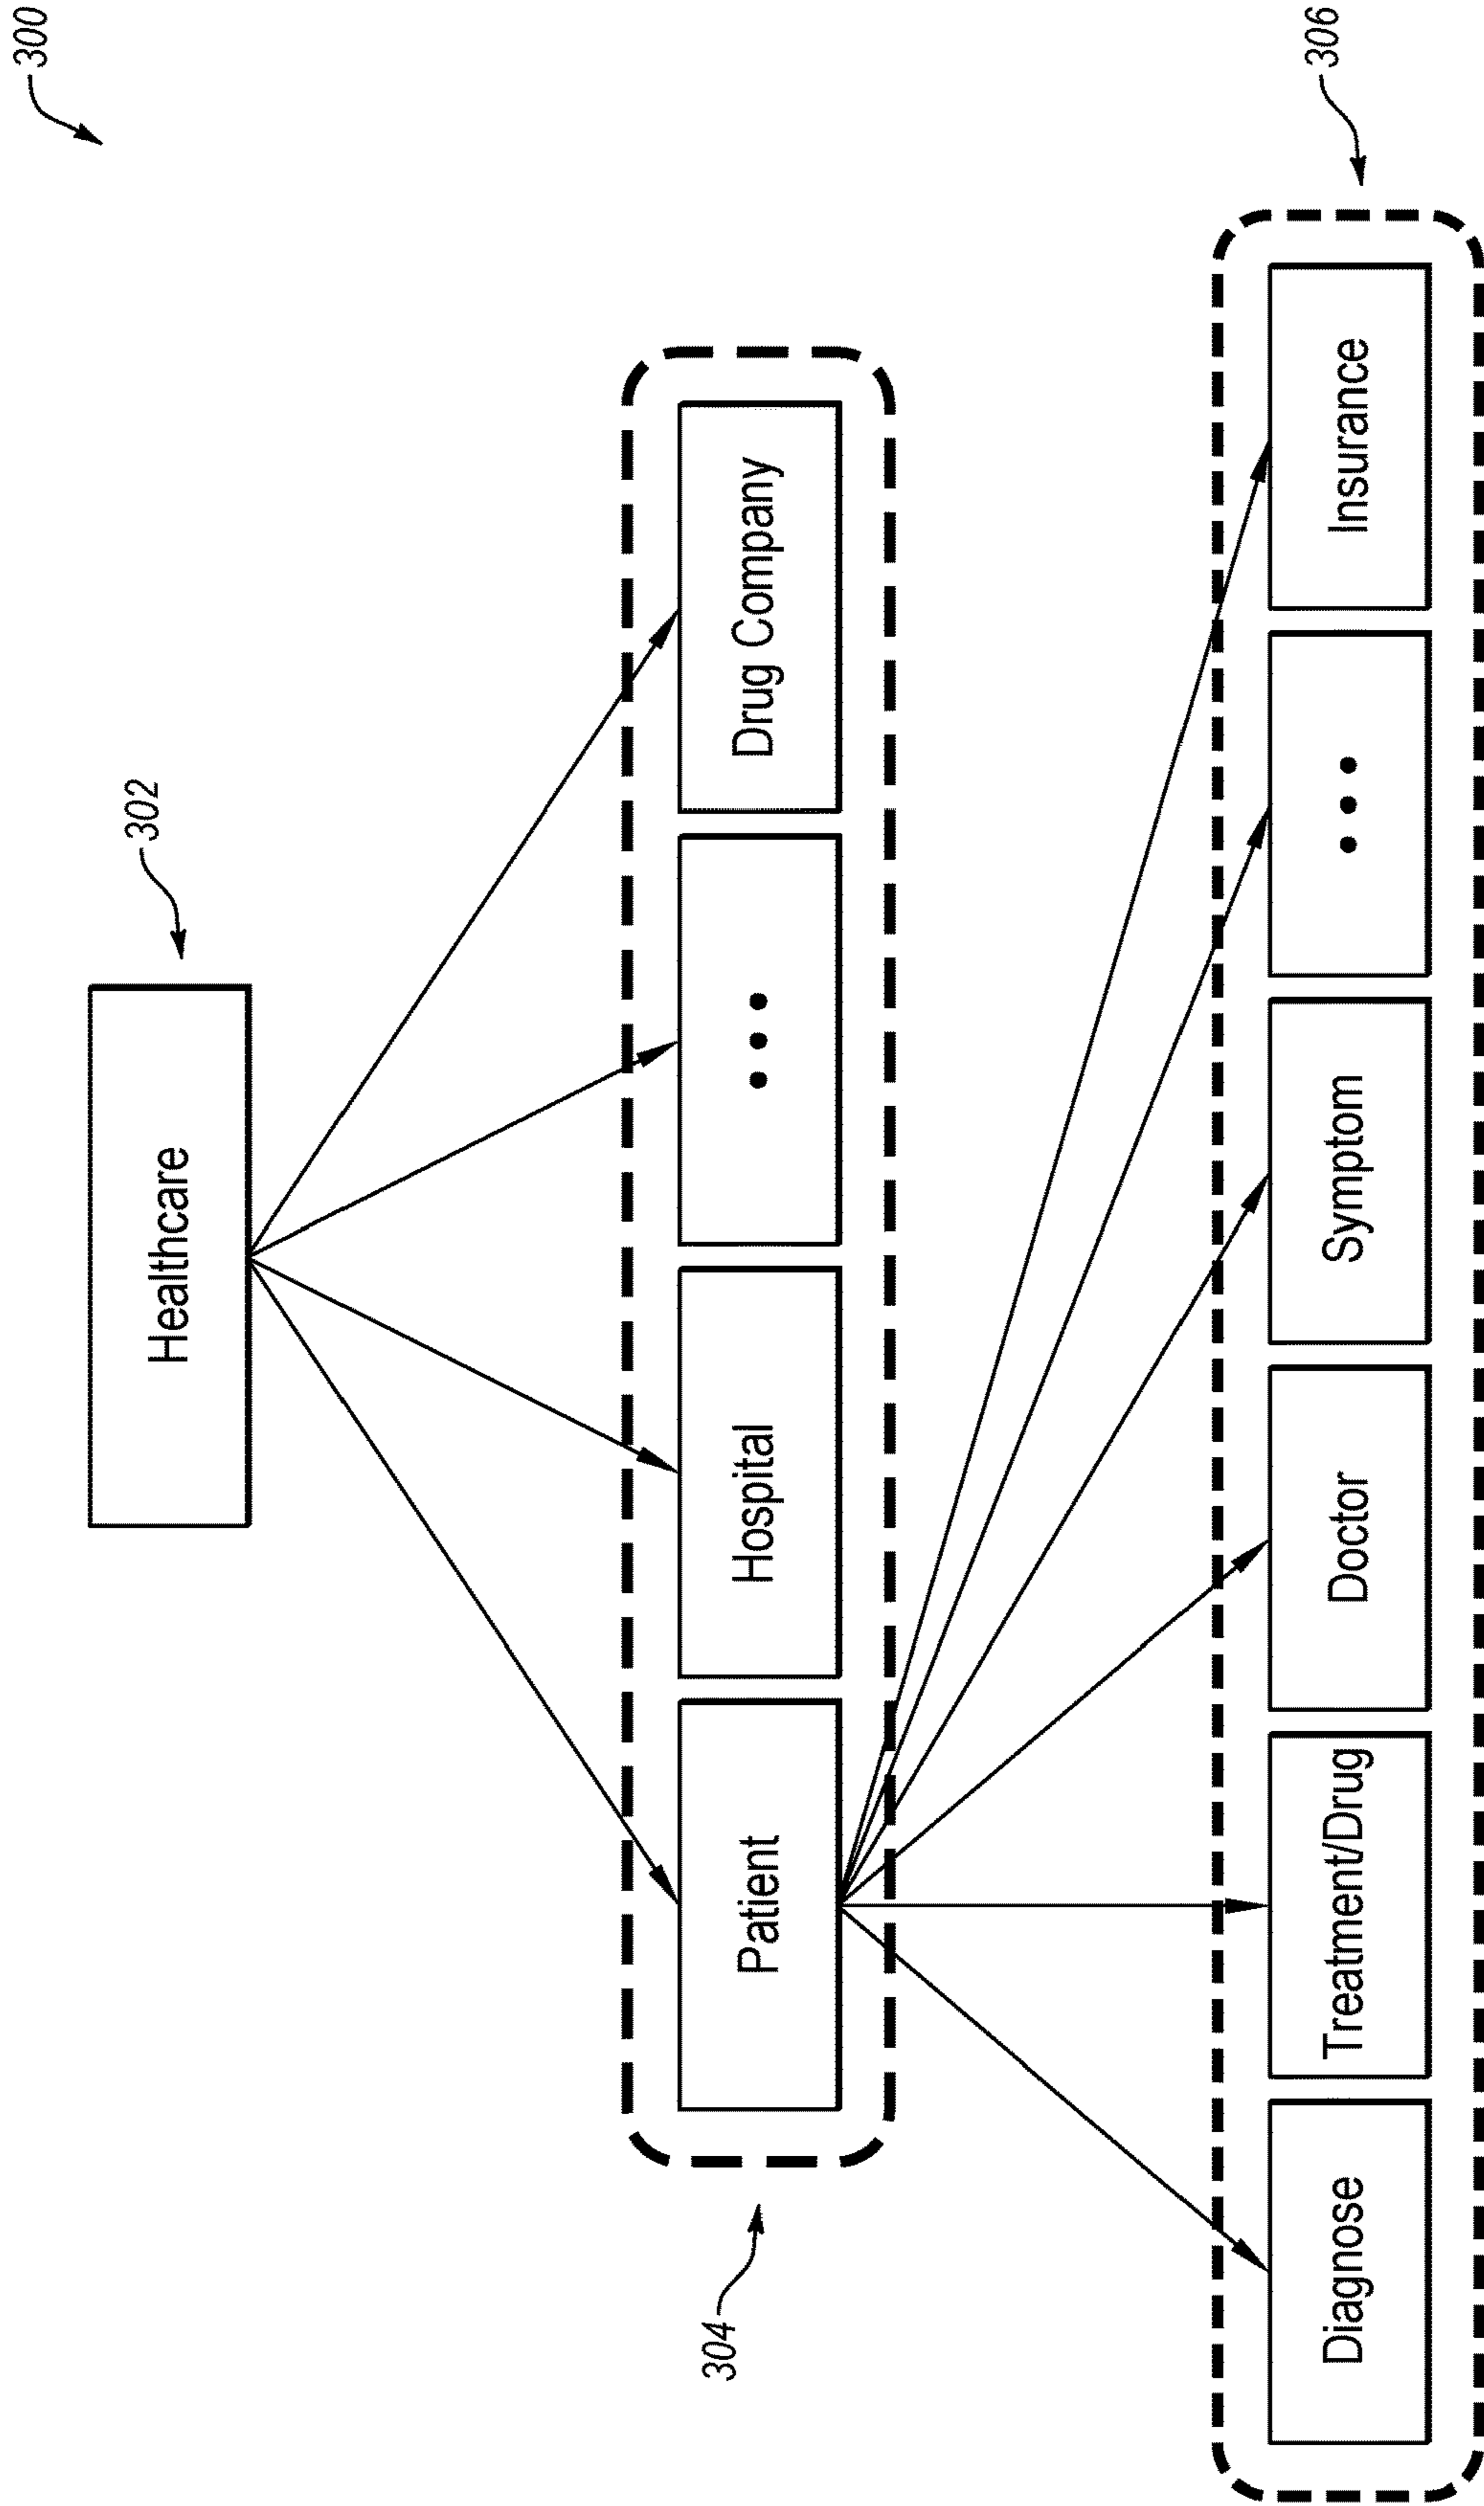 300
302
Healthcare
304
Patient
Hospital
...
Drug Company
306
Diagnose
Treatment/Drug
Doctor
Symptom
...
Insurance